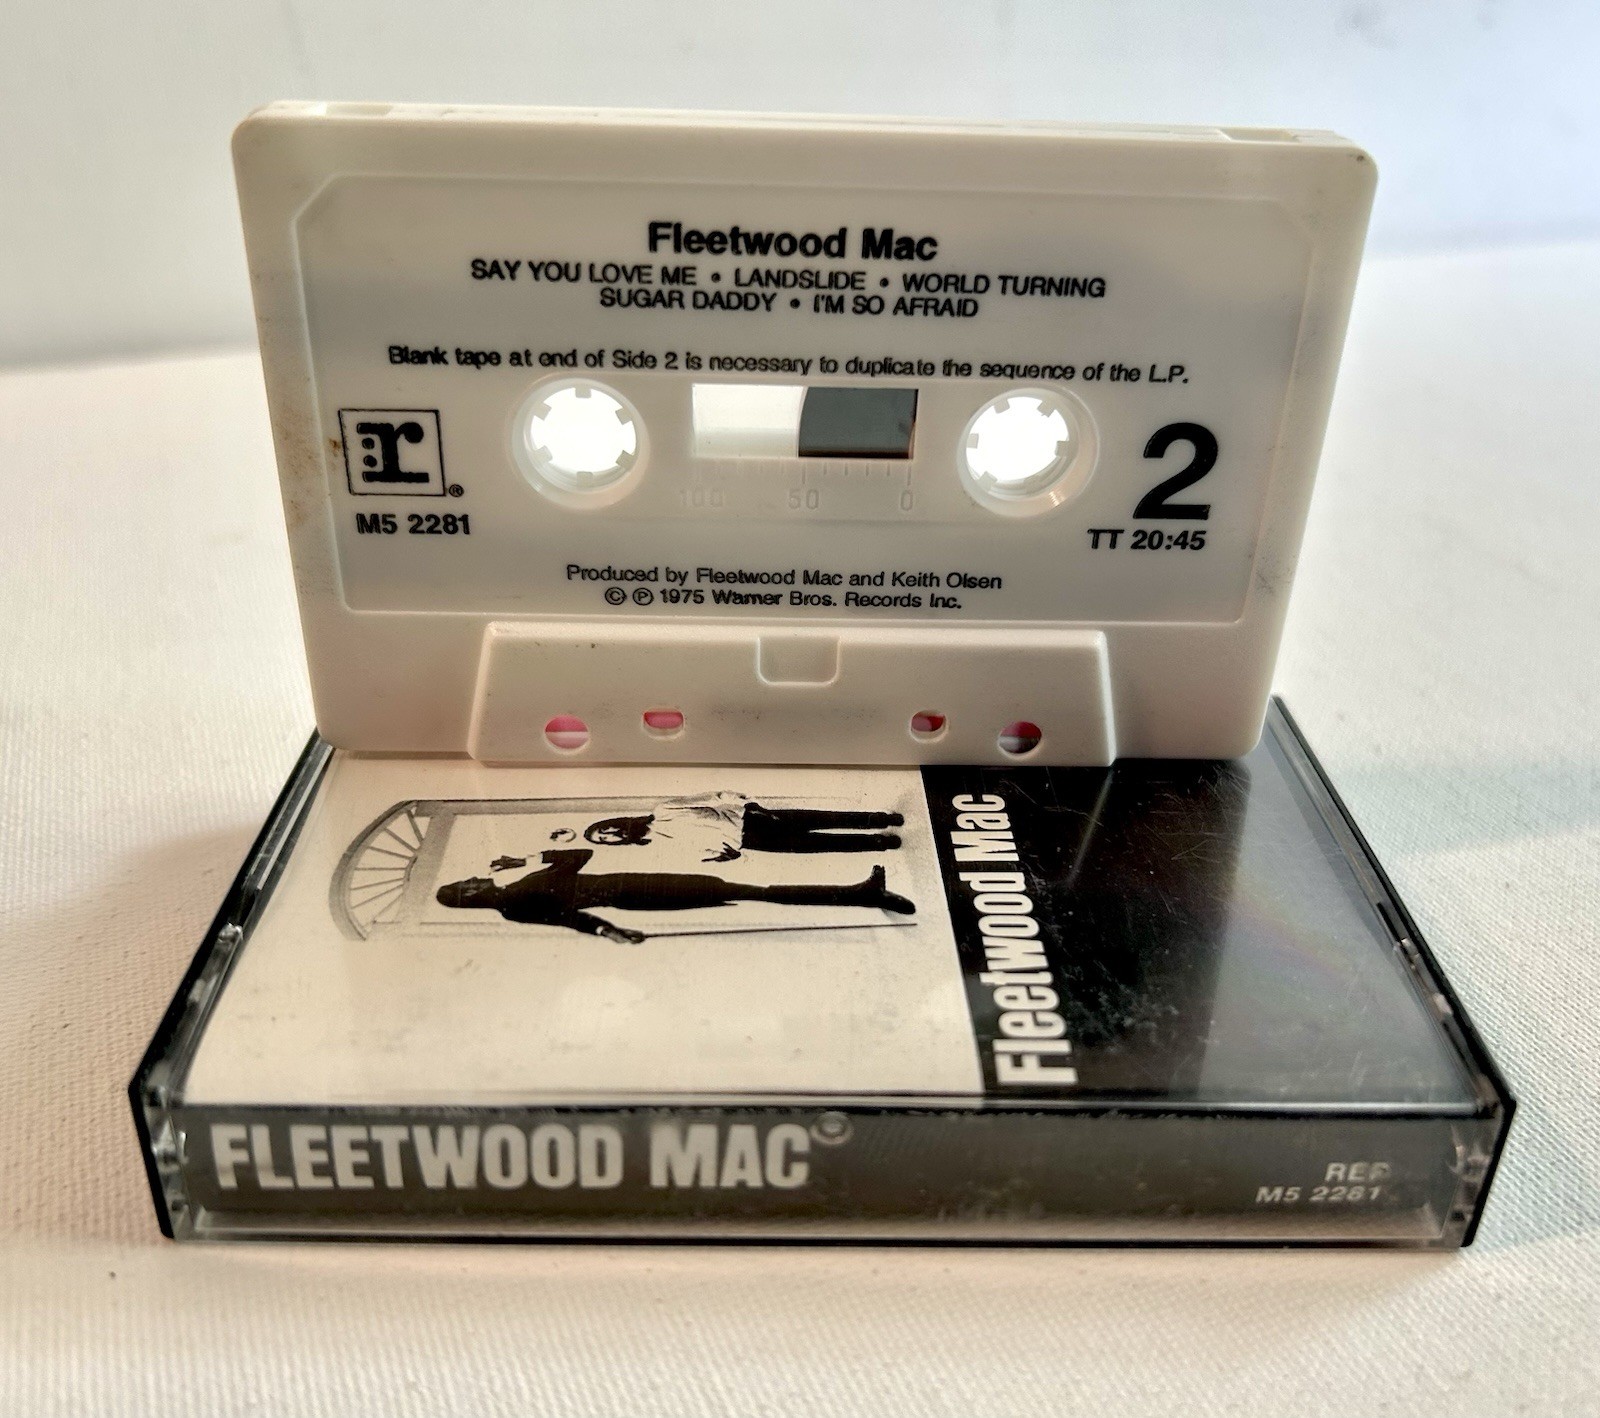 Fleetwood Mac
SAY YOU LOVE ME • LANDSLIDE • WORLD TURNING
SUGAR DADDY • I'M SO AFRAID
Blank tape at end of Side 2 is necessary to duplicate the sequence of the L.P.
:r®
M5 2281
100 50 0
2
TT 20:45
Produced by Fleetwood Mac and Keith Olsen
© ℗ 1975 Warner Bros. Records Inc.
Fleetwood Mac
FLEETWOOD MAC
REP
M5 2281